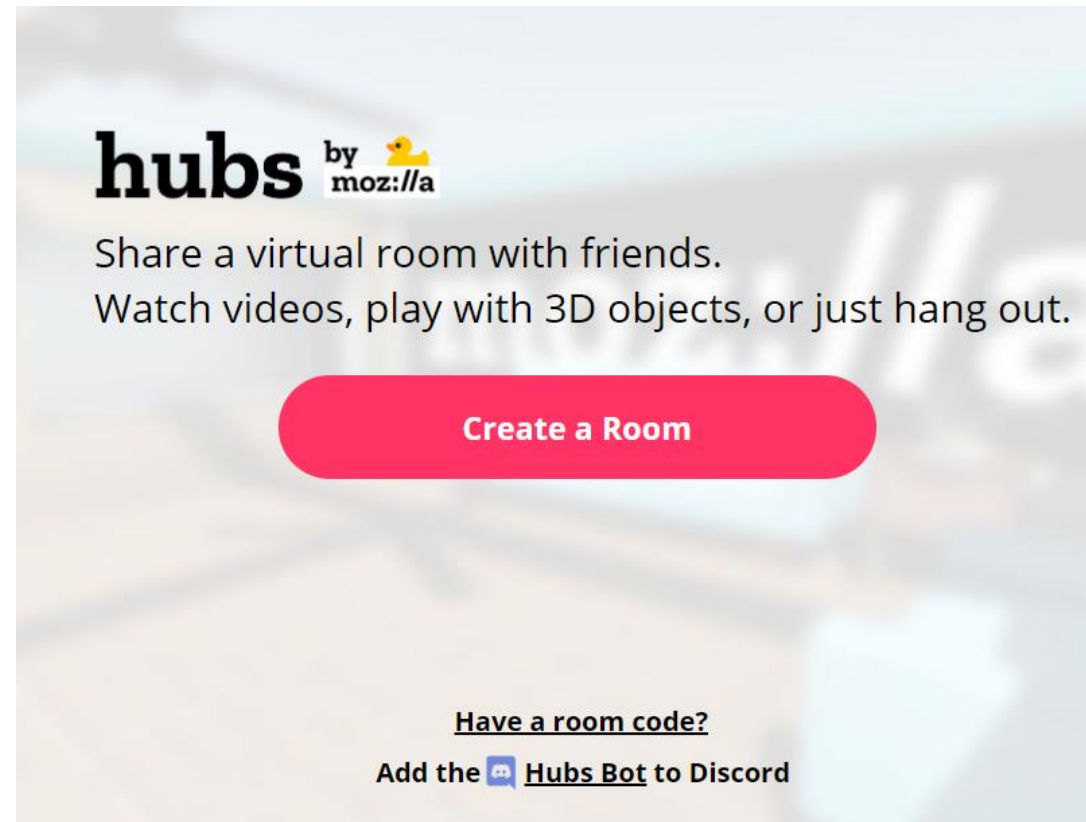 hubs by
moz://a
Share a virtual room with friends.
Watch videos, play with 3D objects, or just hang out.
moz://a
Create a Room
Have a room code?
Add the Hubs Bot to Discord